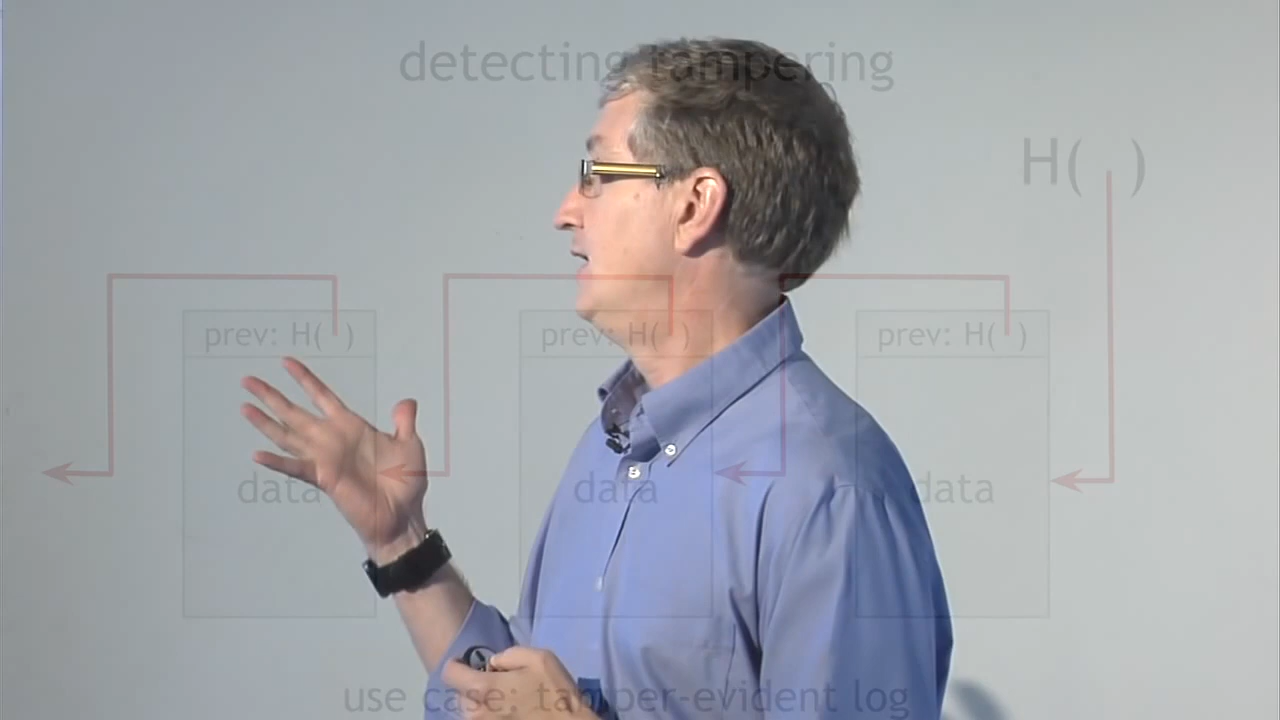 detecting tampering
H( )
prev: H( ) prev: H( ) prev: H( )
data data data
use case: tamper-evident log